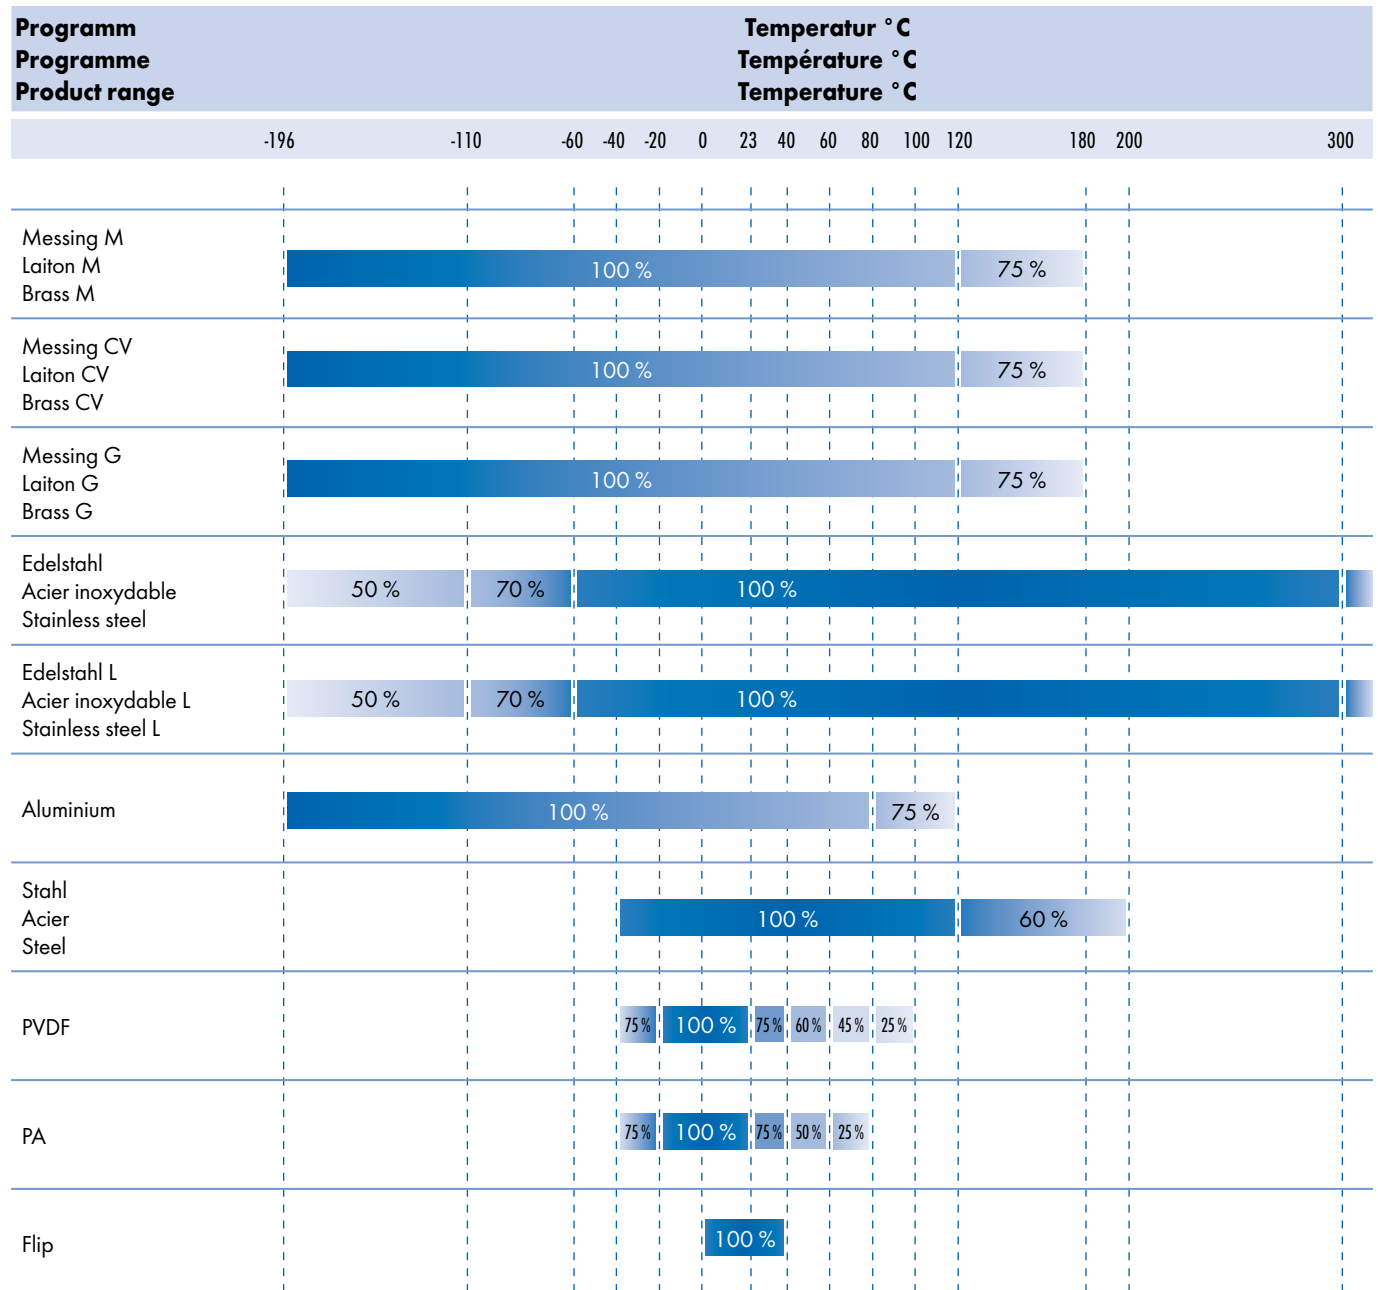 Programm
Programme
Product range
Temperatur °C
Température °C
Temperature °C
-196 -110 -60 -40 -20 0 23 40 60 80 100 120 180 200 300
Messing M
Laiton M
Brass M
100 % 75 %
Messing CV
Laiton CV
Brass CV
100 % 75 %
Messing G
Laiton G
Brass G
100 % 75 %
Edelstahl
Acier inoxydable
Stainless steel
50 % 70 % 100 %
Edelstahl L
Acier inoxydable L
Stainless steel L
50 % 70 % 100 %
Aluminium
100 % 75 %
Stahl
Acier
Steel
100 % 60 %
PVDF
75 % 100 % 75 % 60 % 45 % 25 %
PA
75 % 100 % 75 % 50 % 25 %
Flip
100 %